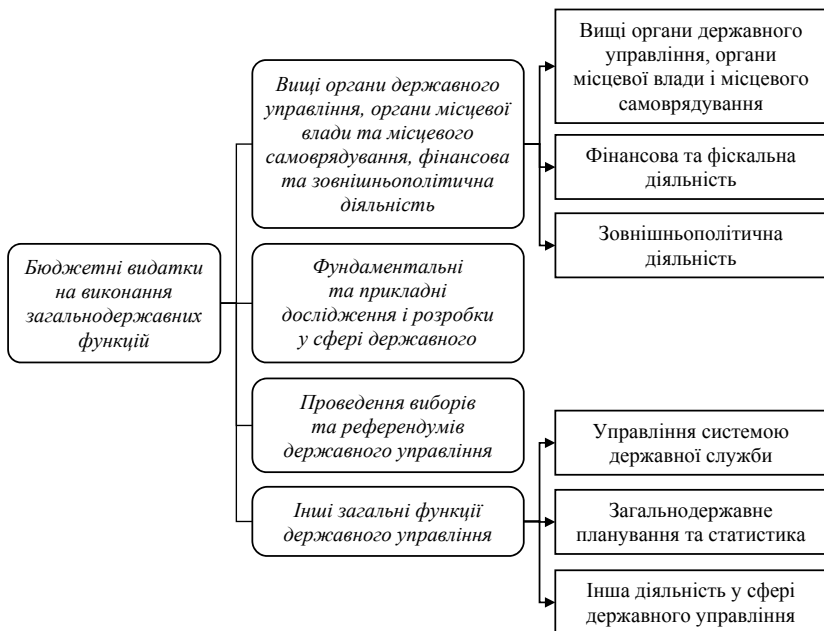 Бюджетні видатки
на виконання
загальнодержавних
функцій
Вищі органи державного
управління, органи місцевої
влади та місцевого
самоврядування, фінансова
та зовнішньополітична
діяльність
Фундаментальні
та прикладні
дослідження і розробки
у сфері державного
Проведення виборів
та референдумів
державного управління
Інші загальні функції
державного управління
Вищі органи державного
управління, органи
місцевої влади і місцевого
самоврядування
Фінансова та фіскальна
діяльність
Зовнішньополітична
діяльність
Управління системою
державної служби
Загальнодержавне
планування та статистика
Інша діяльність у сфері
державного управління